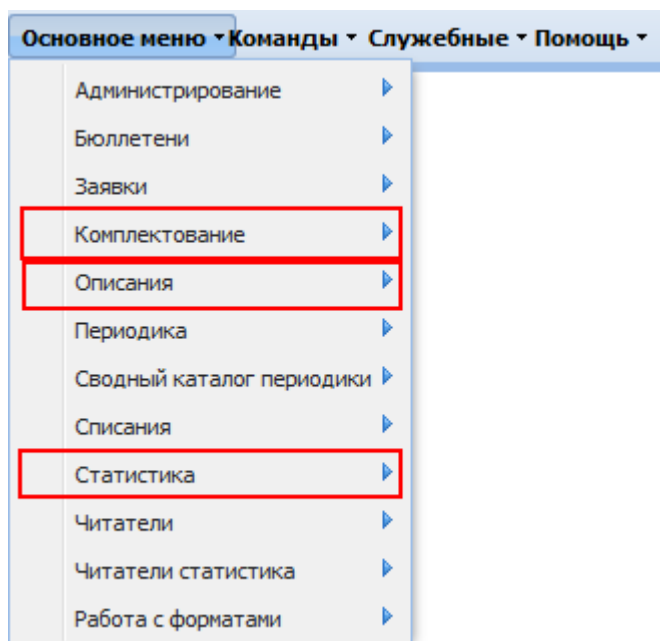 Основное меню Команды Служебные Помощь
Администрирование
Бюллетени
Заявки
Комплектование
Описания
Периодика
Сводный каталог периодики
Списания
Статистика
Читатели
Читатели статистика
Работа с форматами